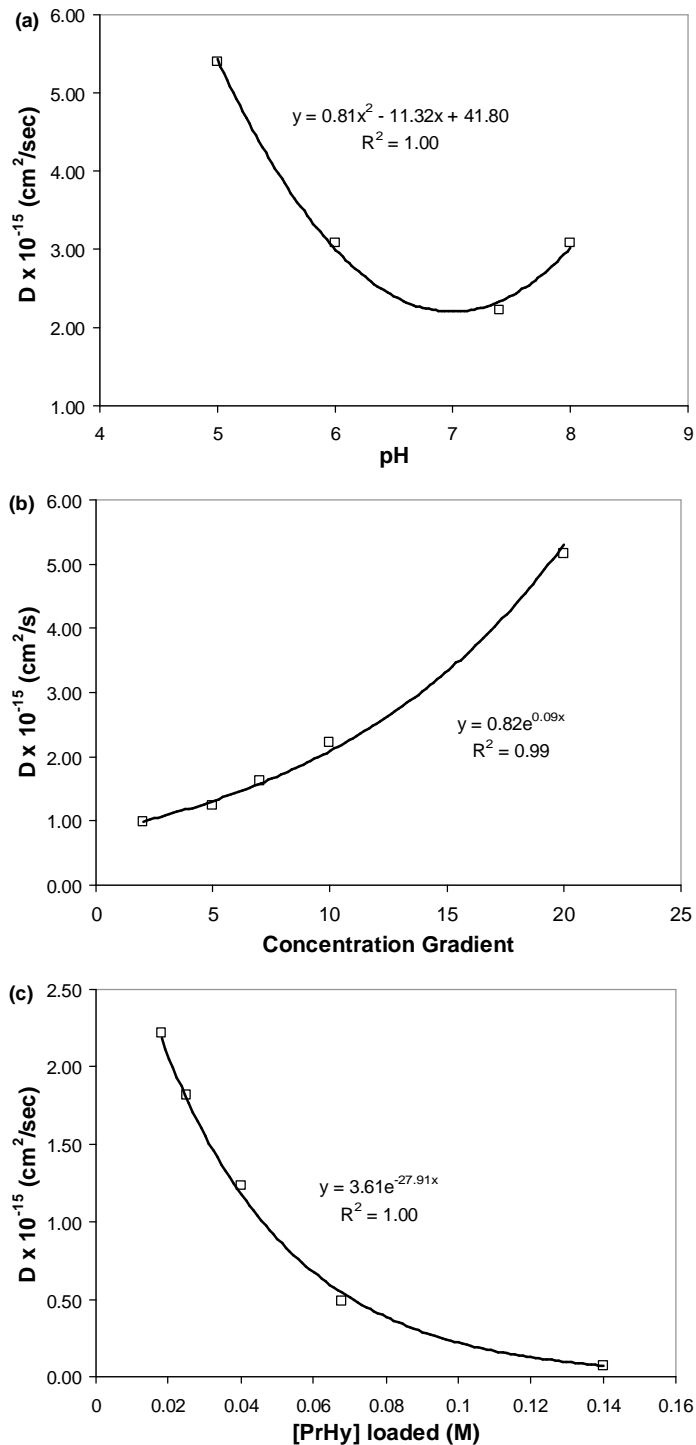 (a)
6.00
5.00
4.00
3.00
2.00
1.00
D x 10⁻¹⁵ (cm²/sec)
y = 0.81x² - 11.32x + 41.80
R² = 1.00
4 5 6 7 8 9
pH
(b)
6.00
5.00
4.00
3.00
2.00
1.00
0.00
D x 10⁻¹⁵ (cm²/s)
y = 0.82e⁰·⁰⁹ˣ
R² = 0.99
0 5 10 15 20 25
Concentration Gradient
(c)
2.50
2.00
1.50
1.00
0.50
0.00
D x 10⁻¹⁵ (cm²/sec)
y = 3.61e⁻²⁷·⁹¹ˣ
R² = 1.00
0 0.02 0.04 0.06 0.08 0.1 0.12 0.14 0.16
[PrHy] loaded (M)